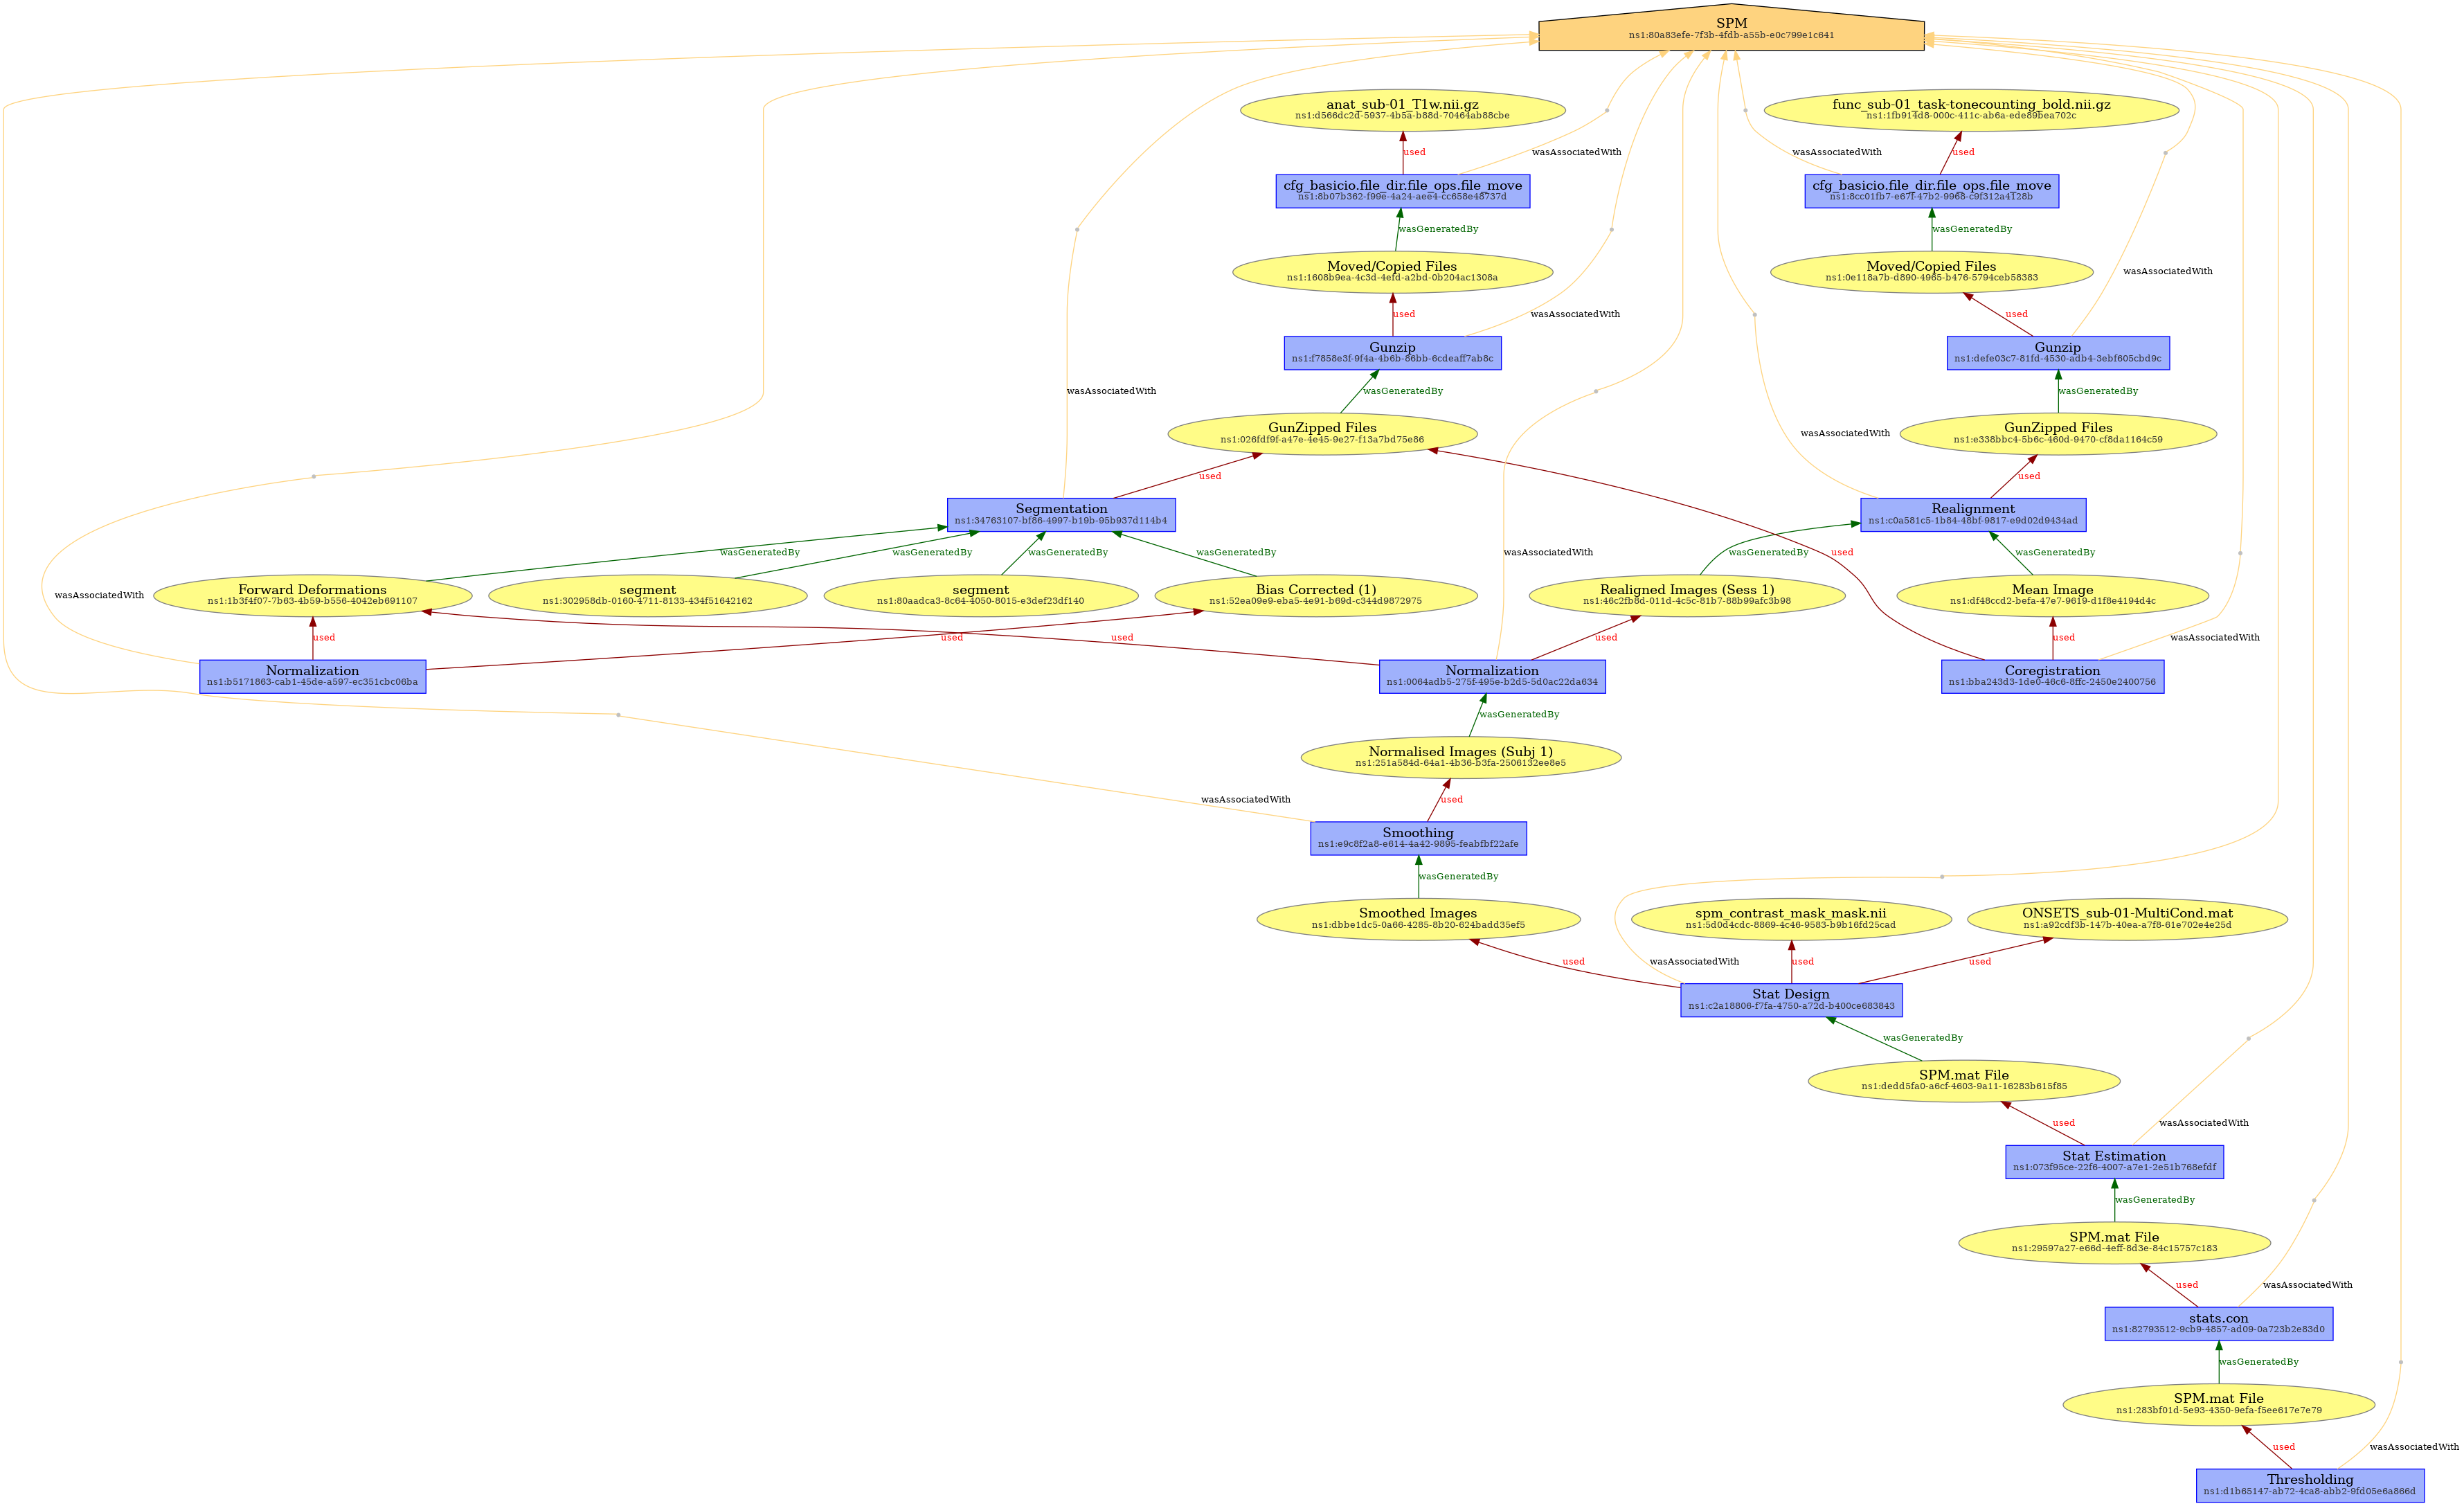 SPM
ns1:80a83efe-7f3b-4fdb-a55b-e0c799e1c641
anat_sub-01_T1w.nii.gz
ns1:d566dc2d-5937-4b5a-b88d-70464ab88cbe
func_sub-01_task-tonecounting_bold.nii.gz
ns1:1fb914d8-000c-411c-ab6a-ede89bea702c
used
wasAssociatedWith
wasAssociatedWith
used
cfg_basicio.file_dir.file_ops.file_move
ns1:8b07b362-f99e-4a24-aee4-cc658e48737d
cfg_basicio.file_dir.file_ops.file_move
ns1:8cc01fb7-e67f-47b2-9968-c9f312a4128b
wasGeneratedBy
wasGeneratedBy
Moved/Copied Files
ns1:1608b9ea-4c3d-4efd-a2bd-0b204ac1308a
Moved/Copied Files
ns1:0e118a7b-d890-4965-b476-5794ceb58383
wasAssociatedWith
used
wasAssociatedWith
used
Gunzip
ns1:f7858e3f-9f4a-4b6b-86bb-6cdeaff7ab8c
Gunzip
ns1:defe03c7-81fd-4530-adb4-3ebf605cbd9c
wasAssociatedWith
wasGeneratedBy
wasGeneratedBy
GunZipped Files
ns1:026fdf9f-a47e-4e45-9e27-f13a7bd75e86
wasAssociatedWith
GunZipped Files
ns1:e338bbc4-5b6c-460d-9470-cf8da1164c59
used
used
Segmentation
ns1:34763107-bf86-4997-b19b-95b937d114b4
Realignment
ns1:c0a581c5-1b84-48bf-9817-e9d02d9434ad
wasGeneratedBy
wasGeneratedBy
wasGeneratedBy
wasGeneratedBy
wasAssociatedWith
wasGeneratedBy
used
wasGeneratedBy
wasAssociatedWith
Forward Deformations
ns1:1b3f4f07-7b63-4b59-b556-4042eb691107
segment
ns1:302958db-0160-4711-8133-434f51642162
segment
ns1:80aadca3-8c64-4050-8015-e3def23df140
Bias Corrected (1)
ns1:52ea09e9-eba5-4e91-b69d-c344d9872975
Realigned Images (Sess 1)
ns1:46c2fb8d-011d-4c5c-81b7-88b99afc3b98
Mean Image
ns1:df48ccd2-befa-47e7-9619-d1f8e4194d4c
used
used
used
used
used
wasAssociatedWith
Normalization
ns1:b5171863-cab1-45de-a597-ec351cbc06ba
Normalization
ns1:0064adb5-275f-495e-b2d5-5d0ac22da634
Coregistration
ns1:bba243d3-1de0-46c6-8ffc-2450e2400756
wasGeneratedBy
Normalised Images (Subj 1)
ns1:251a584d-64a1-4b36-b3fa-2506132ee8e5
wasAssociatedWith
used
Smoothing
ns1:e9c8f2a8-e614-4a42-9895-feabfbf22afe
wasGeneratedBy
Smoothed Images
ns1:dbbe1dc5-0a66-4285-8b20-624badd35ef5
spm_contrast_mask_mask.nii
ns1:5d0d4cdc-8869-4c46-9583-b9b16fd25cad
ONSETS_sub-01-MultiCond.mat
ns1:a92cdf3b-147b-40ea-a7f8-61e702e4e25d
used
wasAssociatedWith
used
used
Stat Design
ns1:c2a18806-f7fa-4750-a72d-b400ce683843
wasGeneratedBy
SPM.mat File
ns1:dedd5fa0-a6cf-4603-9a11-16283b615f85
used
wasAssociatedWith
Stat Estimation
ns1:073f95ce-22f6-4007-a7e1-2e51b768efdf
wasGeneratedBy
SPM.mat File
ns1:29597a27-e66d-4eff-8d3e-84c15757c183
used
wasAssociatedWith
stats.con
ns1:82793512-9cb9-4857-ad09-0a723b2e83d0
wasGeneratedBy
SPM.mat File
ns1:283bf01d-5e93-4350-9efa-f5ee617e7e79
used
wasAssociatedWith
Thresholding
ns1:d1b65147-ab72-4ca8-abb2-9fd05e6a866d